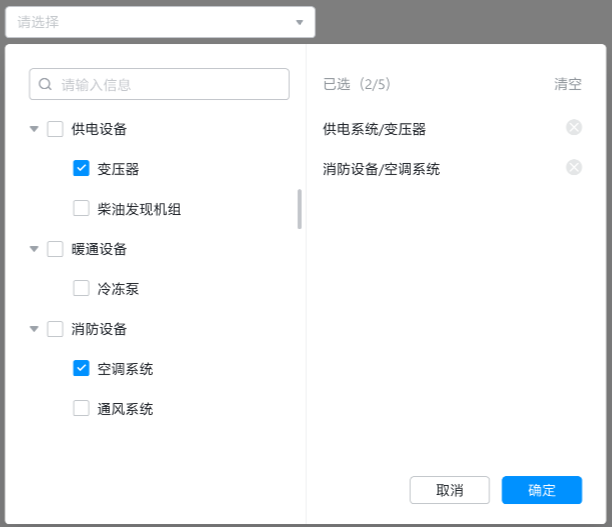 请选择
请输入信息
供电设备
变压器
柴油发现机组
暖通设备
冷冻泵
消防设备
空调系统
通风系统
已选（2/5）
清空
供电系统/变压器
消防设备/空调系统
取消
确定